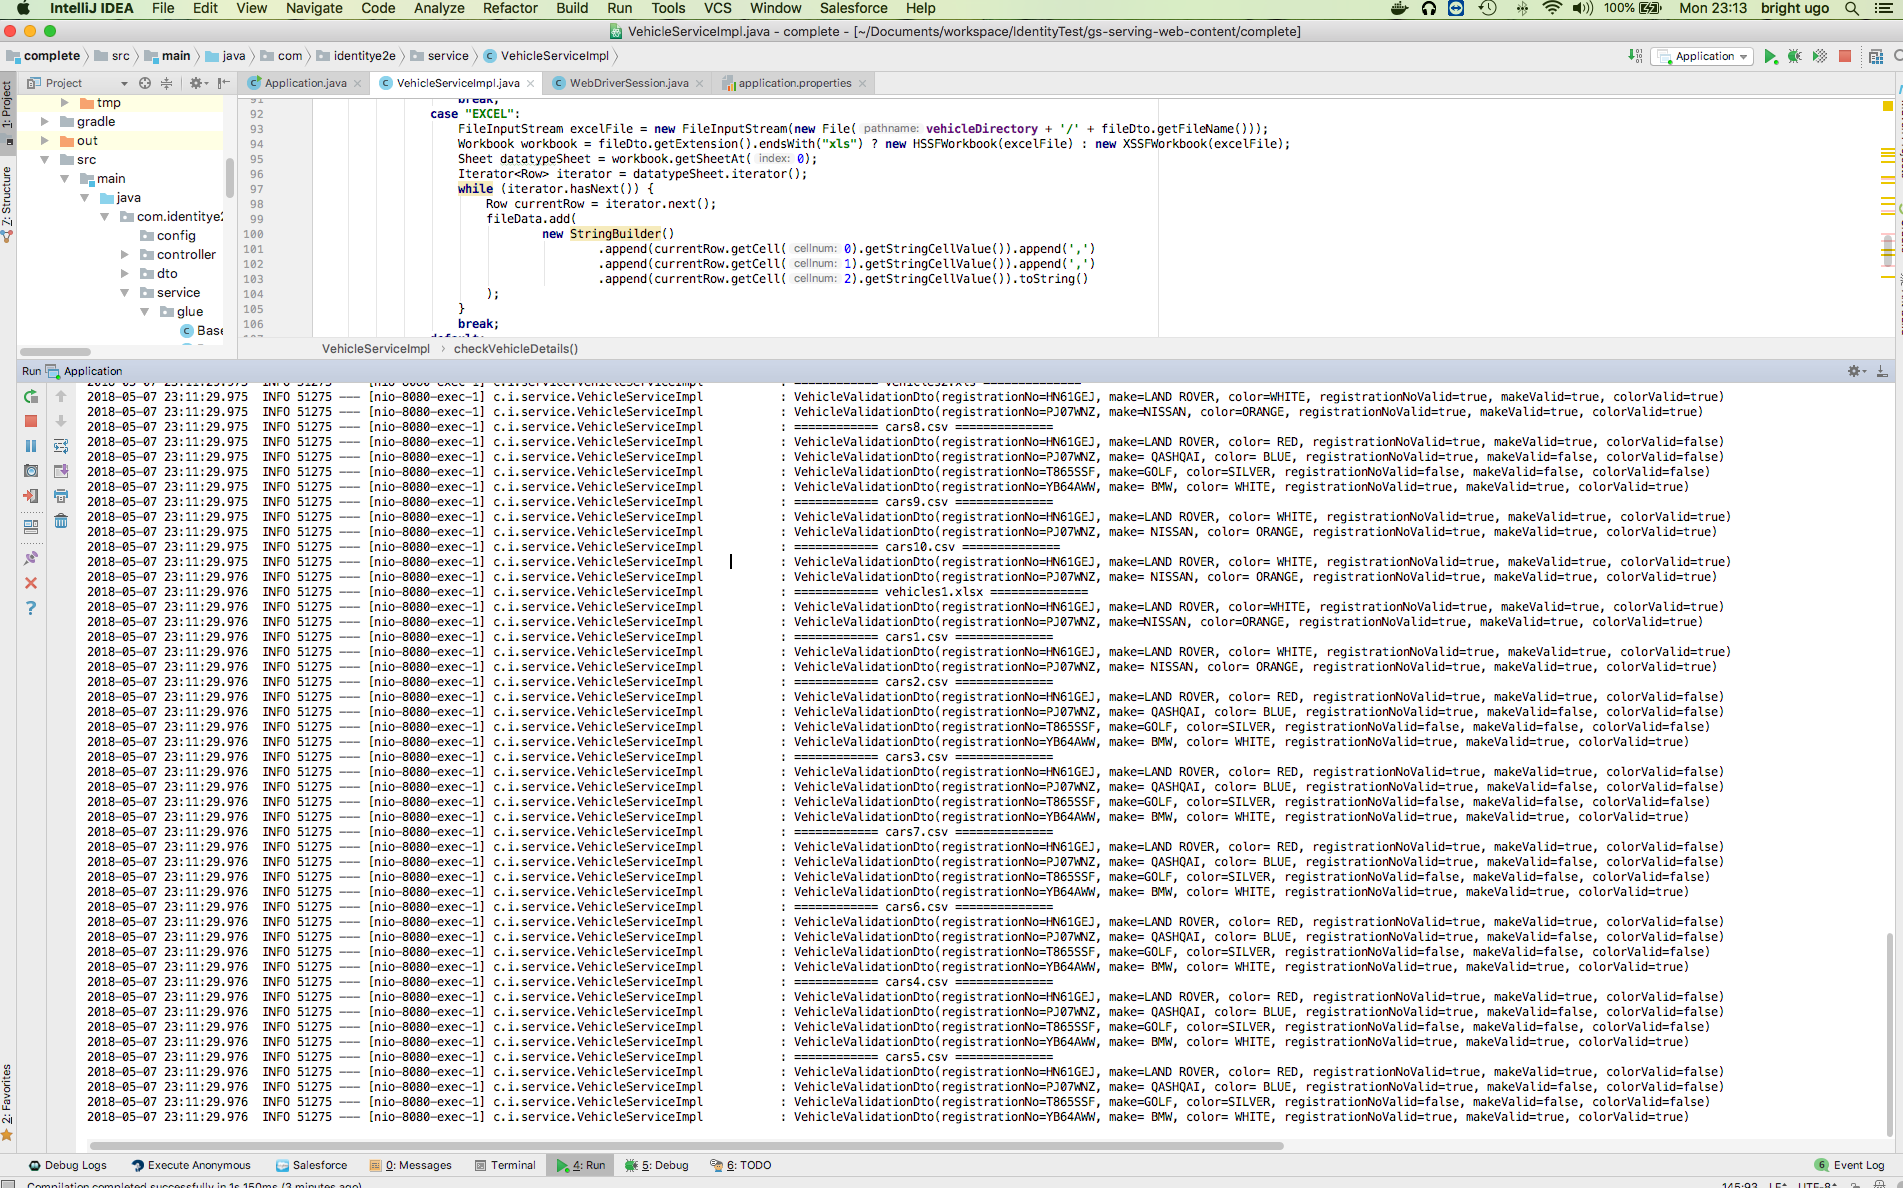 IntelliJ IDEA File Edit View Navigate Code Analyze Refactor Build Run Tools VCS Window Salesforce Help 100% Mon 23:13 bright ugo
VehicleServiceImpl.java - complete - [~/Documents/workspace/IdentityTest/gs-serving-web-content/complete]
complete src main java com identitye2e service VehicleServiceImpl Application
Project Application.java VehicleServiceImpl.java WebDriverSession.java application.properties
1: Project
7: Structure
2: Favorites
tmp
gradle
out
src
main
java
com.identitye2
config
controller
dto
service
glue
Base
91 break;
92 case "EXCEL":
93 FileInputStream excelFile = new FileInputStream(new File( pathname: vehicleDirectory + '/' + fileDto.getFileName()));
94 Workbook workbook = fileDto.getExtension().endsWith("xls") ? new HSSFWorkbook(excelFile) : new XSSFWorkbook(excelFile);
95 Sheet datatypeSheet = workbook.getSheetAt( index: 0);
96 Iterator<Row> iterator = datatypeSheet.iterator();
97 while (iterator.hasNext()) {
98 Row currentRow = iterator.next();
99 fileData.add(
100 new StringBuilder()
101 .append(currentRow.getCell( cellnum: 0).getStringCellValue()).append(',')
102 .append(currentRow.getCell( cellnum: 1).getStringCellValue()).append(',')
103 .append(currentRow.getCell( cellnum: 2).getStringCellValue()).toString()
104 );
105 }
106 break;
VehicleServiceImpl › checkVehicleDetails()
Run Application
2018-05-07 23:11:29.975 INFO 51275 --- [nio-8080-exec-1] c.i.service.VehicleServiceImpl : ============ vehicles2.xls ==============
2018-05-07 23:11:29.975 INFO 51275 --- [nio-8080-exec-1] c.i.service.VehicleServiceImpl : VehicleValidationDto(registrationNo=HN61GEJ, make=LAND ROVER, color=WHITE, registrationNoValid=true, makeValid=true, colorValid=true)
2018-05-07 23:11:29.975 INFO 51275 --- [nio-8080-exec-1] c.i.service.VehicleServiceImpl : VehicleValidationDto(registrationNo=PJ07WNZ, make=NISSAN, color=ORANGE, registrationNoValid=true, makeValid=true, colorValid=true)
2018-05-07 23:11:29.975 INFO 51275 --- [nio-8080-exec-1] c.i.service.VehicleServiceImpl : ============ cars8.csv ==============
2018-05-07 23:11:29.975 INFO 51275 --- [nio-8080-exec-1] c.i.service.VehicleServiceImpl : VehicleValidationDto(registrationNo=HN61GEJ, make=LAND ROVER, color= RED, registrationNoValid=true, makeValid=true, colorValid=false)
2018-05-07 23:11:29.975 INFO 51275 --- [nio-8080-exec-1] c.i.service.VehicleServiceImpl : VehicleValidationDto(registrationNo=PJ07WNZ, make= QASHQAI, color= BLUE, registrationNoValid=true, makeValid=false, colorValid=false)
2018-05-07 23:11:29.975 INFO 51275 --- [nio-8080-exec-1] c.i.service.VehicleServiceImpl : VehicleValidationDto(registrationNo=T865SSF, make=GOLF, color=SILVER, registrationNoValid=false, makeValid=false, colorValid=false)
2018-05-07 23:11:29.975 INFO 51275 --- [nio-8080-exec-1] c.i.service.VehicleServiceImpl : VehicleValidationDto(registrationNo=YB64AWW, make= BMW, color= WHITE, registrationNoValid=true, makeValid=true, colorValid=true)
2018-05-07 23:11:29.975 INFO 51275 --- [nio-8080-exec-1] c.i.service.VehicleServiceImpl : ============ cars9.csv ==============
2018-05-07 23:11:29.975 INFO 51275 --- [nio-8080-exec-1] c.i.service.VehicleServiceImpl : VehicleValidationDto(registrationNo=HN61GEJ, make=LAND ROVER, color= WHITE, registrationNoValid=true, makeValid=true, colorValid=true)
2018-05-07 23:11:29.975 INFO 51275 --- [nio-8080-exec-1] c.i.service.VehicleServiceImpl : VehicleValidationDto(registrationNo=PJ07WNZ, make= NISSAN, color= ORANGE, registrationNoValid=true, makeValid=true, colorValid=true)
2018-05-07 23:11:29.975 INFO 51275 --- [nio-8080-exec-1] c.i.service.VehicleServiceImpl : ============ cars10.csv ==============
2018-05-07 23:11:29.975 INFO 51275 --- [nio-8080-exec-1] c.i.service.VehicleServiceImpl : VehicleValidationDto(registrationNo=HN61GEJ, make=LAND ROVER, color= WHITE, registrationNoValid=true, makeValid=true, colorValid=true)
2018-05-07 23:11:29.976 INFO 51275 --- [nio-8080-exec-1] c.i.service.VehicleServiceImpl : VehicleValidationDto(registrationNo=PJ07WNZ, make= NISSAN, color= ORANGE, registrationNoValid=true, makeValid=true, colorValid=true)
2018-05-07 23:11:29.976 INFO 51275 --- [nio-8080-exec-1] c.i.service.VehicleServiceImpl : ============ vehicles1.xlsx ==============
2018-05-07 23:11:29.976 INFO 51275 --- [nio-8080-exec-1] c.i.service.VehicleServiceImpl : VehicleValidationDto(registrationNo=HN61GEJ, make=LAND ROVER, color=WHITE, registrationNoValid=true, makeValid=true, colorValid=true)
2018-05-07 23:11:29.976 INFO 51275 --- [nio-8080-exec-1] c.i.service.VehicleServiceImpl : VehicleValidationDto(registrationNo=PJ07WNZ, make=NISSAN, color=ORANGE, registrationNoValid=true, makeValid=true, colorValid=true)
2018-05-07 23:11:29.976 INFO 51275 --- [nio-8080-exec-1] c.i.service.VehicleServiceImpl : ============ cars1.csv ==============
2018-05-07 23:11:29.976 INFO 51275 --- [nio-8080-exec-1] c.i.service.VehicleServiceImpl : VehicleValidationDto(registrationNo=HN61GEJ, make=LAND ROVER, color= WHITE, registrationNoValid=true, makeValid=true, colorValid=true)
2018-05-07 23:11:29.976 INFO 51275 --- [nio-8080-exec-1] c.i.service.VehicleServiceImpl : VehicleValidationDto(registrationNo=PJ07WNZ, make= NISSAN, color= ORANGE, registrationNoValid=true, makeValid=true, colorValid=true)
2018-05-07 23:11:29.976 INFO 51275 --- [nio-8080-exec-1] c.i.service.VehicleServiceImpl : ============ cars2.csv ==============
2018-05-07 23:11:29.976 INFO 51275 --- [nio-8080-exec-1] c.i.service.VehicleServiceImpl : VehicleValidationDto(registrationNo=HN61GEJ, make=LAND ROVER, color= RED, registrationNoValid=true, makeValid=true, colorValid=false)
2018-05-07 23:11:29.976 INFO 51275 --- [nio-8080-exec-1] c.i.service.VehicleServiceImpl : VehicleValidationDto(registrationNo=PJ07WNZ, make= QASHQAI, color= BLUE, registrationNoValid=true, makeValid=false, colorValid=false)
2018-05-07 23:11:29.976 INFO 51275 --- [nio-8080-exec-1] c.i.service.VehicleServiceImpl : VehicleValidationDto(registrationNo=T865SSF, make=GOLF, color=SILVER, registrationNoValid=false, makeValid=false, colorValid=false)
2018-05-07 23:11:29.976 INFO 51275 --- [nio-8080-exec-1] c.i.service.VehicleServiceImpl : VehicleValidationDto(registrationNo=YB64AWW, make= BMW, color= WHITE, registrationNoValid=true, makeValid=true, colorValid=true)
2018-05-07 23:11:29.976 INFO 51275 --- [nio-8080-exec-1] c.i.service.VehicleServiceImpl : ============ cars3.csv ==============
2018-05-07 23:11:29.976 INFO 51275 --- [nio-8080-exec-1] c.i.service.VehicleServiceImpl : VehicleValidationDto(registrationNo=HN61GEJ, make=LAND ROVER, color= RED, registrationNoValid=true, makeValid=true, colorValid=false)
2018-05-07 23:11:29.976 INFO 51275 --- [nio-8080-exec-1] c.i.service.VehicleServiceImpl : VehicleValidationDto(registrationNo=PJ07WNZ, make= QASHQAI, color= BLUE, registrationNoValid=true, makeValid=false, colorValid=false)
2018-05-07 23:11:29.976 INFO 51275 --- [nio-8080-exec-1] c.i.service.VehicleServiceImpl : VehicleValidationDto(registrationNo=T865SSF, make=GOLF, color=SILVER, registrationNoValid=false, makeValid=false, colorValid=false)
2018-05-07 23:11:29.976 INFO 51275 --- [nio-8080-exec-1] c.i.service.VehicleServiceImpl : VehicleValidationDto(registrationNo=YB64AWW, make= BMW, color= WHITE, registrationNoValid=true, makeValid=true, colorValid=true)
2018-05-07 23:11:29.976 INFO 51275 --- [nio-8080-exec-1] c.i.service.VehicleServiceImpl : ============ cars7.csv ==============
2018-05-07 23:11:29.976 INFO 51275 --- [nio-8080-exec-1] c.i.service.VehicleServiceImpl : VehicleValidationDto(registrationNo=HN61GEJ, make=LAND ROVER, color= RED, registrationNoValid=true, makeValid=true, colorValid=false)
2018-05-07 23:11:29.976 INFO 51275 --- [nio-8080-exec-1] c.i.service.VehicleServiceImpl : VehicleValidationDto(registrationNo=PJ07WNZ, make= QASHQAI, color= BLUE, registrationNoValid=true, makeValid=false, colorValid=false)
2018-05-07 23:11:29.976 INFO 51275 --- [nio-8080-exec-1] c.i.service.VehicleServiceImpl : VehicleValidationDto(registrationNo=T865SSF, make=GOLF, color=SILVER, registrationNoValid=false, makeValid=false, colorValid=false)
2018-05-07 23:11:29.976 INFO 51275 --- [nio-8080-exec-1] c.i.service.VehicleServiceImpl : VehicleValidationDto(registrationNo=YB64AWW, make= BMW, color= WHITE, registrationNoValid=true, makeValid=true, colorValid=true)
2018-05-07 23:11:29.976 INFO 51275 --- [nio-8080-exec-1] c.i.service.VehicleServiceImpl : ============ cars6.csv ==============
2018-05-07 23:11:29.976 INFO 51275 --- [nio-8080-exec-1] c.i.service.VehicleServiceImpl : VehicleValidationDto(registrationNo=HN61GEJ, make=LAND ROVER, color= RED, registrationNoValid=true, makeValid=true, colorValid=false)
2018-05-07 23:11:29.976 INFO 51275 --- [nio-8080-exec-1] c.i.service.VehicleServiceImpl : VehicleValidationDto(registrationNo=PJ07WNZ, make= QASHQAI, color= BLUE, registrationNoValid=true, makeValid=false, colorValid=false)
2018-05-07 23:11:29.976 INFO 51275 --- [nio-8080-exec-1] c.i.service.VehicleServiceImpl : VehicleValidationDto(registrationNo=T865SSF, make=GOLF, color=SILVER, registrationNoValid=false, makeValid=false, colorValid=false)
2018-05-07 23:11:29.976 INFO 51275 --- [nio-8080-exec-1] c.i.service.VehicleServiceImpl : VehicleValidationDto(registrationNo=YB64AWW, make= BMW, color= WHITE, registrationNoValid=true, makeValid=true, colorValid=true)
2018-05-07 23:11:29.976 INFO 51275 --- [nio-8080-exec-1] c.i.service.VehicleServiceImpl : ============ cars4.csv ==============
2018-05-07 23:11:29.976 INFO 51275 --- [nio-8080-exec-1] c.i.service.VehicleServiceImpl : VehicleValidationDto(registrationNo=HN61GEJ, make=LAND ROVER, color= RED, registrationNoValid=true, makeValid=true, colorValid=false)
2018-05-07 23:11:29.976 INFO 51275 --- [nio-8080-exec-1] c.i.service.VehicleServiceImpl : VehicleValidationDto(registrationNo=PJ07WNZ, make= QASHQAI, color= BLUE, registrationNoValid=true, makeValid=false, colorValid=false)
2018-05-07 23:11:29.976 INFO 51275 --- [nio-8080-exec-1] c.i.service.VehicleServiceImpl : VehicleValidationDto(registrationNo=T865SSF, make=GOLF, color=SILVER, registrationNoValid=false, makeValid=false, colorValid=false)
2018-05-07 23:11:29.976 INFO 51275 --- [nio-8080-exec-1] c.i.service.VehicleServiceImpl : VehicleValidationDto(registrationNo=YB64AWW, make= BMW, color= WHITE, registrationNoValid=true, makeValid=true, colorValid=true)
2018-05-07 23:11:29.976 INFO 51275 --- [nio-8080-exec-1] c.i.service.VehicleServiceImpl : ============ cars5.csv ==============
2018-05-07 23:11:29.976 INFO 51275 --- [nio-8080-exec-1] c.i.service.VehicleServiceImpl : VehicleValidationDto(registrationNo=HN61GEJ, make=LAND ROVER, color= RED, registrationNoValid=true, makeValid=true, colorValid=false)
2018-05-07 23:11:29.976 INFO 51275 --- [nio-8080-exec-1] c.i.service.VehicleServiceImpl : VehicleValidationDto(registrationNo=PJ07WNZ, make= QASHQAI, color= BLUE, registrationNoValid=true, makeValid=false, colorValid=false)
2018-05-07 23:11:29.976 INFO 51275 --- [nio-8080-exec-1] c.i.service.VehicleServiceImpl : VehicleValidationDto(registrationNo=T865SSF, make=GOLF, color=SILVER, registrationNoValid=false, makeValid=false, colorValid=false)
2018-05-07 23:11:29.976 INFO 51275 --- [nio-8080-exec-1] c.i.service.VehicleServiceImpl : VehicleValidationDto(registrationNo=YB64AWW, make= BMW, color= WHITE, registrationNoValid=true, makeValid=true, colorValid=true)
Debug Logs Execute Anonymous Salesforce 0: Messages Terminal 4: Run 5: Debug 6: TODO 6 Event Log
Compilation completed successfully in 1s 150ms (3 minutes ago) 145:93 LF UTF-8